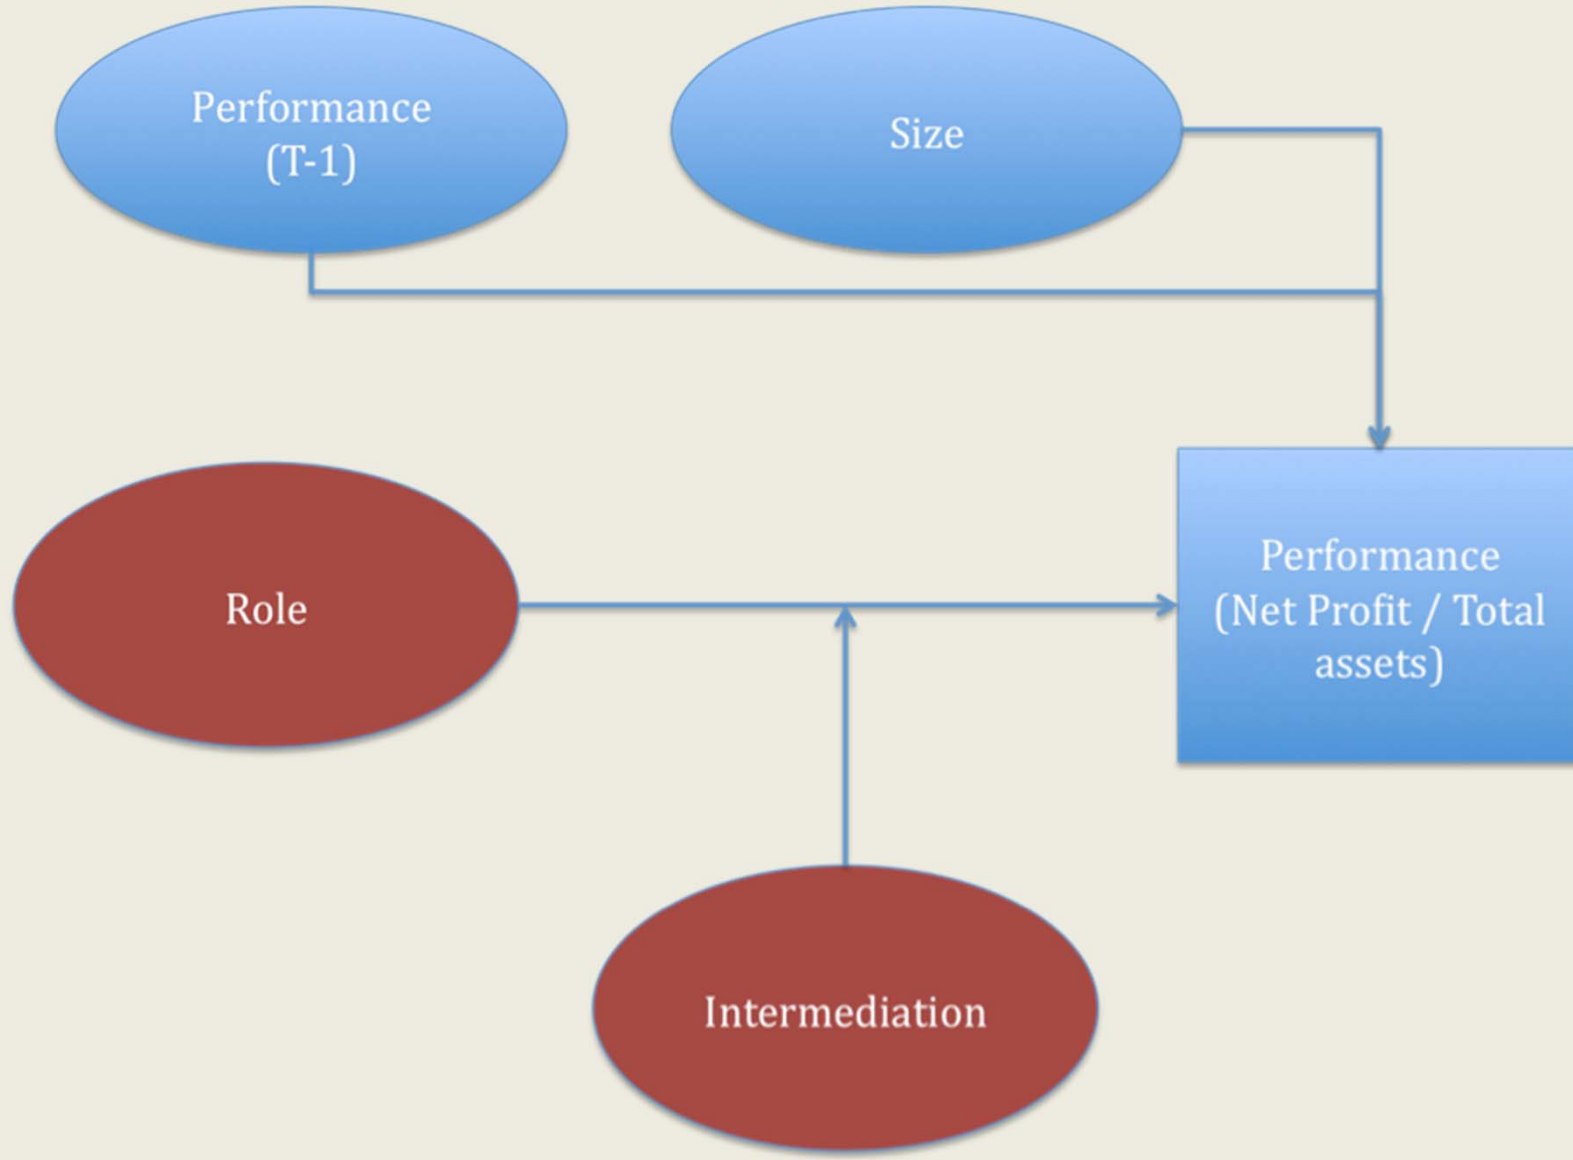 Performance
(T-1)
Size
Role
Performance
(Net Profit / Total
assets)
Intermediation